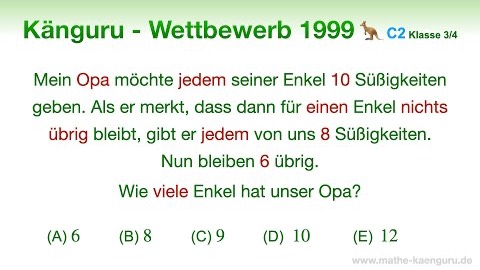 Känguru - Wettbewerb 1999 🦘 C2 Klasse 3/4
Mein Opa möchte jedem seiner Enkel 10 Süßigkeiten
geben. Als er merkt, dass dann für einen Enkel nichts
übrig bleibt, gibt er jedem von uns 8 Süßigkeiten.
Nun bleiben 6 übrig.
Wie viele Enkel hat unser Opa?
(A) 6 (B) 8 (C) 9 (D) 10 (E) 12
www.mathe-kaenguru.de